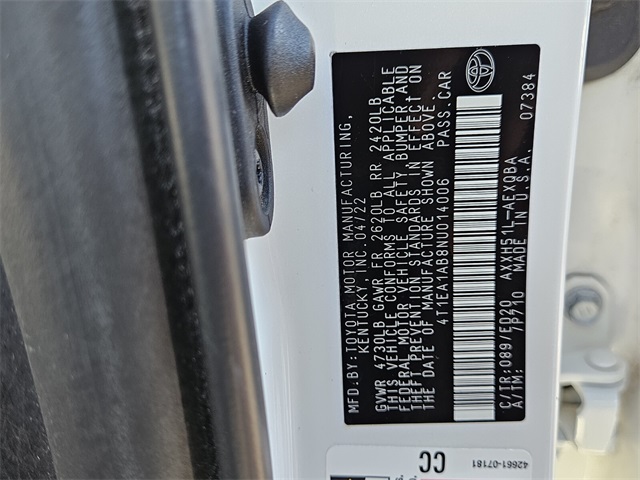 MFD.BY:TOYOTA MOTOR MANUFACTURING,
KENTUCKY, INC. 04/22
GVWR 4730LB GAWR FR 2620LB RR 2420LB
THIS VEHICLE CONFORMS TO ALL APPLICABLE
FEDERAL MOTOR VEHICLE SAFETY, BUMPER, AND
THEFT PREVENTION STANDARDS IN EFFECT ON
THE DATE OF MANUFACTURE SHOWN ABOVE.
4T1EA1AB8NU014006 PASS.CAR
C/TR:089/EB20 AXXH51L-AEXQBA
A/TM: /P710 MADE IN U.S.A. 07384
42661-07181
CC